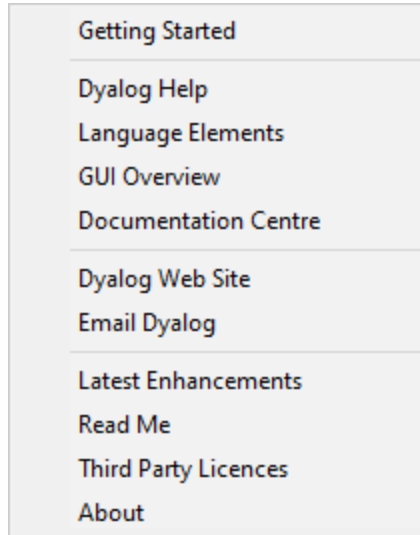 Getting Started
Dyalog Help
Language Elements
GUI Overview
Documentation Centre
Dyalog Web Site
Email Dyalog
Latest Enhancements
Read Me
Third Party Licences
About